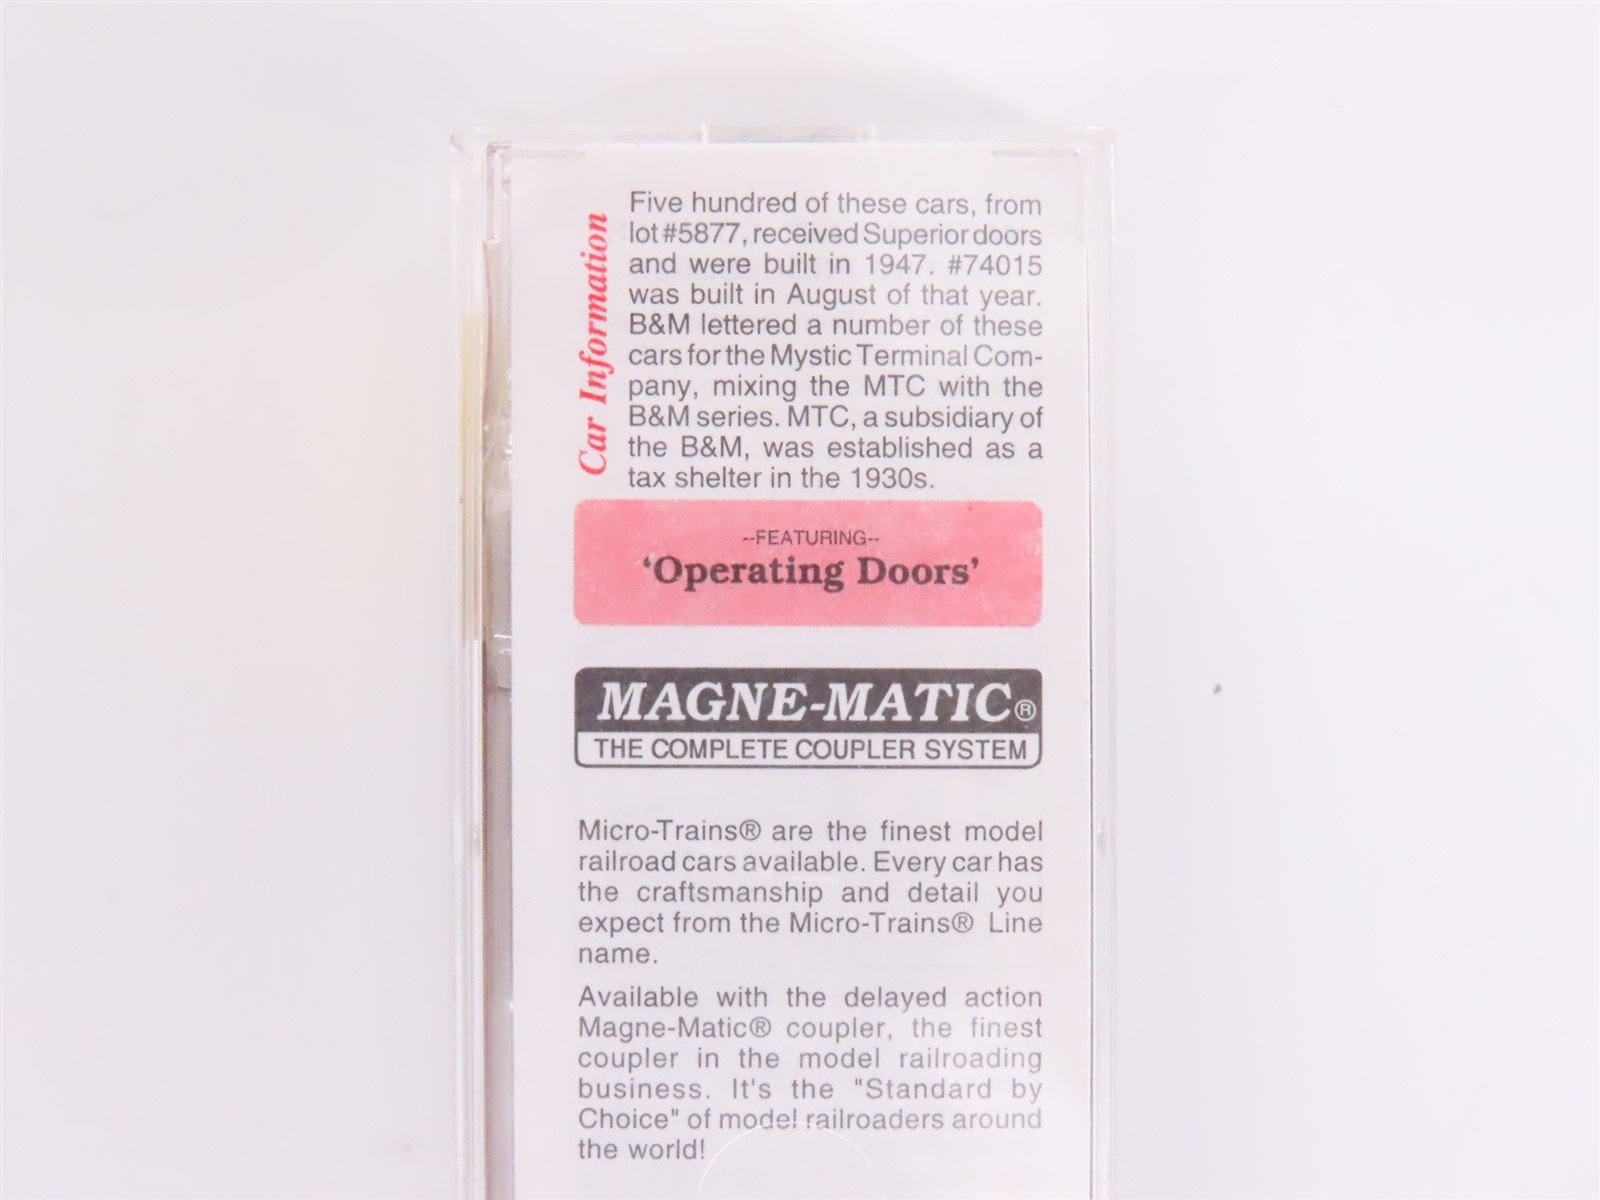 Car Information
Five hundred of these cars, from
lot #5877, received Superior doors
and were built in 1947. #74015
was built in August of that year.
B&M lettered a number of these
cars for the Mystic Terminal Com-
pany, mixing the MTC with the
B&M series. MTC, a subsidiary of
the B&M, was established as a
tax shelter in the 1930s.
--FEATURING--
‘Operating Doors’
MAGNE-MATIC®
THE COMPLETE COUPLER SYSTEM
Micro-Trains® are the finest model
railroad cars available. Every car has
the craftsmanship and detail you
expect from the Micro-Trains® Line
name.
Available with the delayed action
Magne-Matic® coupler, the finest
coupler in the model railroading
business. It's the "Standard by
Choice" of model railroaders around
the world!